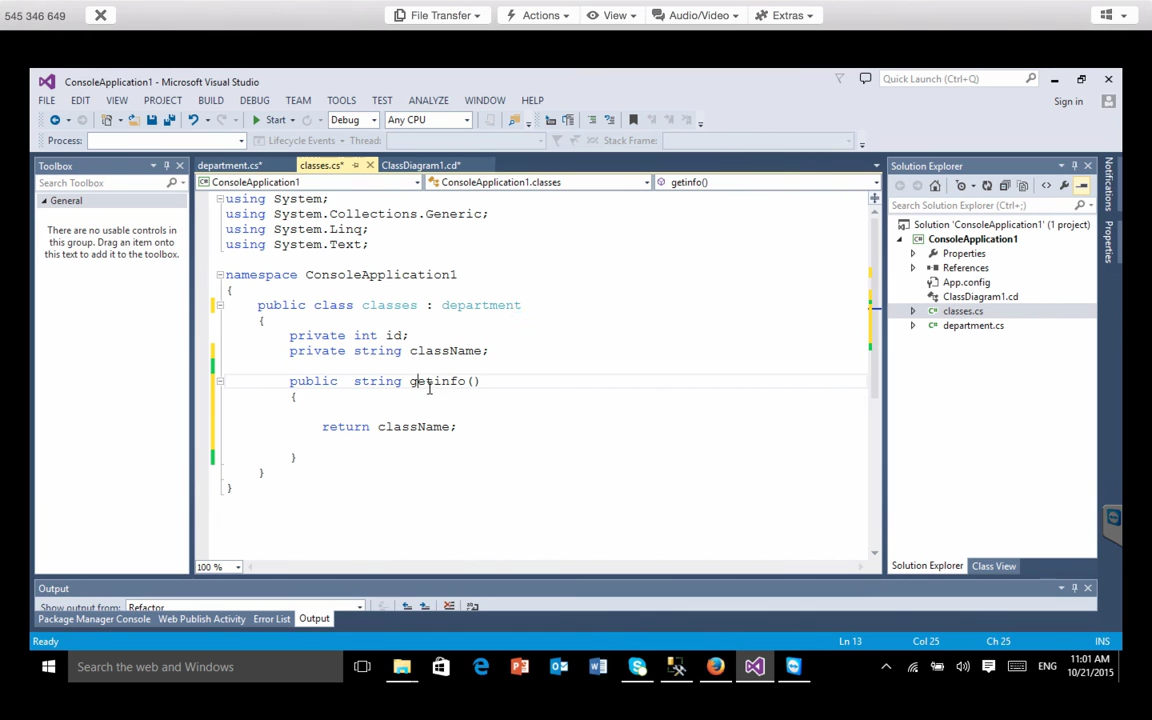 545 346 649 File Transfer Actions View Audio/Video Extras
ConsoleApplication1 - Microsoft Visual Studio Quick Launch (Ctrl+Q)
FILE EDIT VIEW PROJECT BUILD DEBUG TEAM TOOLS TEST ANALYZE WINDOW HELP Sign in
Start Debug Any CPU
Process: Lifecycle Events Thread: Stack Frame:
Toolbox
Search Toolbox
General
There are no usable controls in
this group. Drag an item onto
this text to add it to the toolbox.
department.cs* classes.cs* ClassDiagram1.cd*
ConsoleApplication1 ConsoleApplication1.classes getinfo()
using System;
using System.Collections.Generic;
using System.Linq;
using System.Text;
namespace ConsoleApplication1
{
public class classes : department
{
private int id;
private string className;
public  string getinfo()
{
return className;
}
}
}
100 %
Solution Explorer
Search Solution Explorer (Ctrl+;)
Solution 'ConsoleApplication1' (1 project)
ConsoleApplication1
Properties
References
App.config
ClassDiagram1.cd
classes.cs
department.cs
Solution Explorer Class View
Notifications
Properties
Output
Show output from: Refactor
Package Manager Console Web Publish Activity Error List Output
Ready Ln 13 Col 25 Ch 25 INS
Search the web and Windows ENG 11:01 AM
10/21/2015